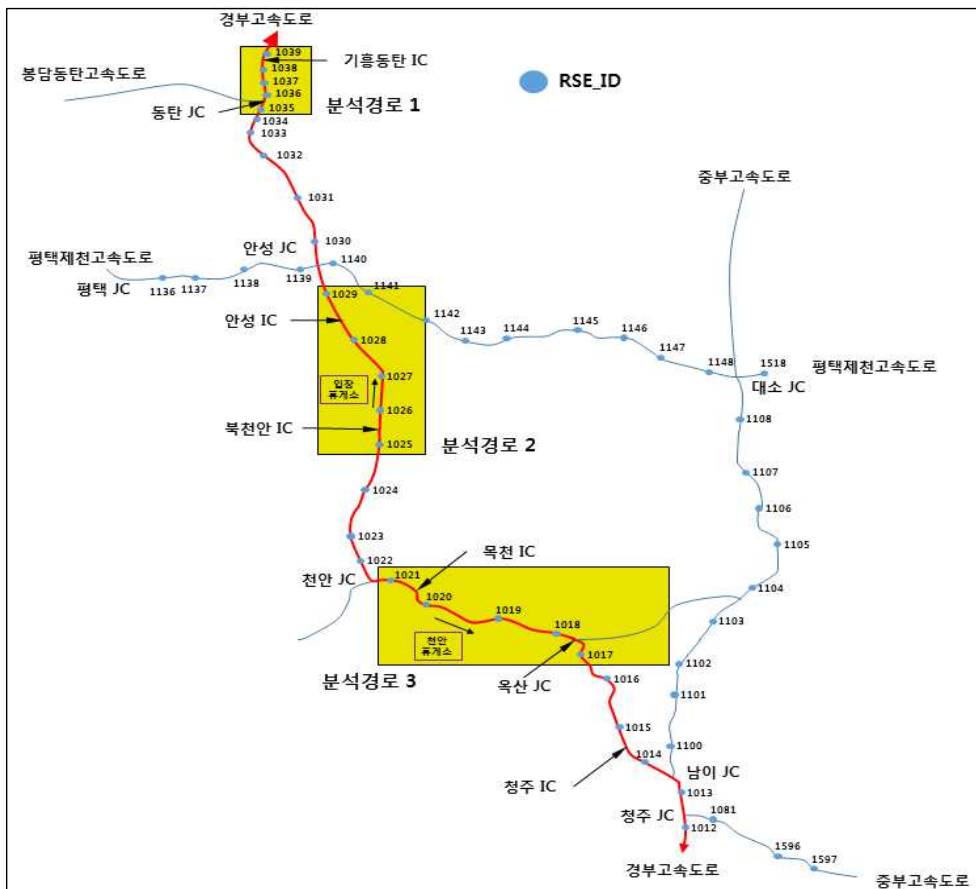 경부고속도로
1039
기흥동탄 IC
1038
1037
1036
봉담동탄고속도로
동탄 JC
1035
분석경로 1
1034
1033
1032
RSE_ID
1031
중부고속도로
1030
안성 JC
평택제천고속도로
평택 JC
1136
1137
1138
1139
1140
1141
1029
안성 IC
1142
1143
1144
1145
1146
1147
1148
1518
평택제천고속도로
대소 JC
1028
1027
입장
휴게소
1026
북천안 IC
1025
분석경로 2
1108
1107
1106
1105
1104
1103
1102
1101
1100
1024
1023
1022
천안 JC
1021
목천 IC
1020
1019
1018
천안
휴게소
1017
분석경로 3
옥산 JC
1016
1015
1014
청주 IC
남이 JC
1013
청주 JC
1081
1012
1596
1597
경부고속도로
중부고속도로